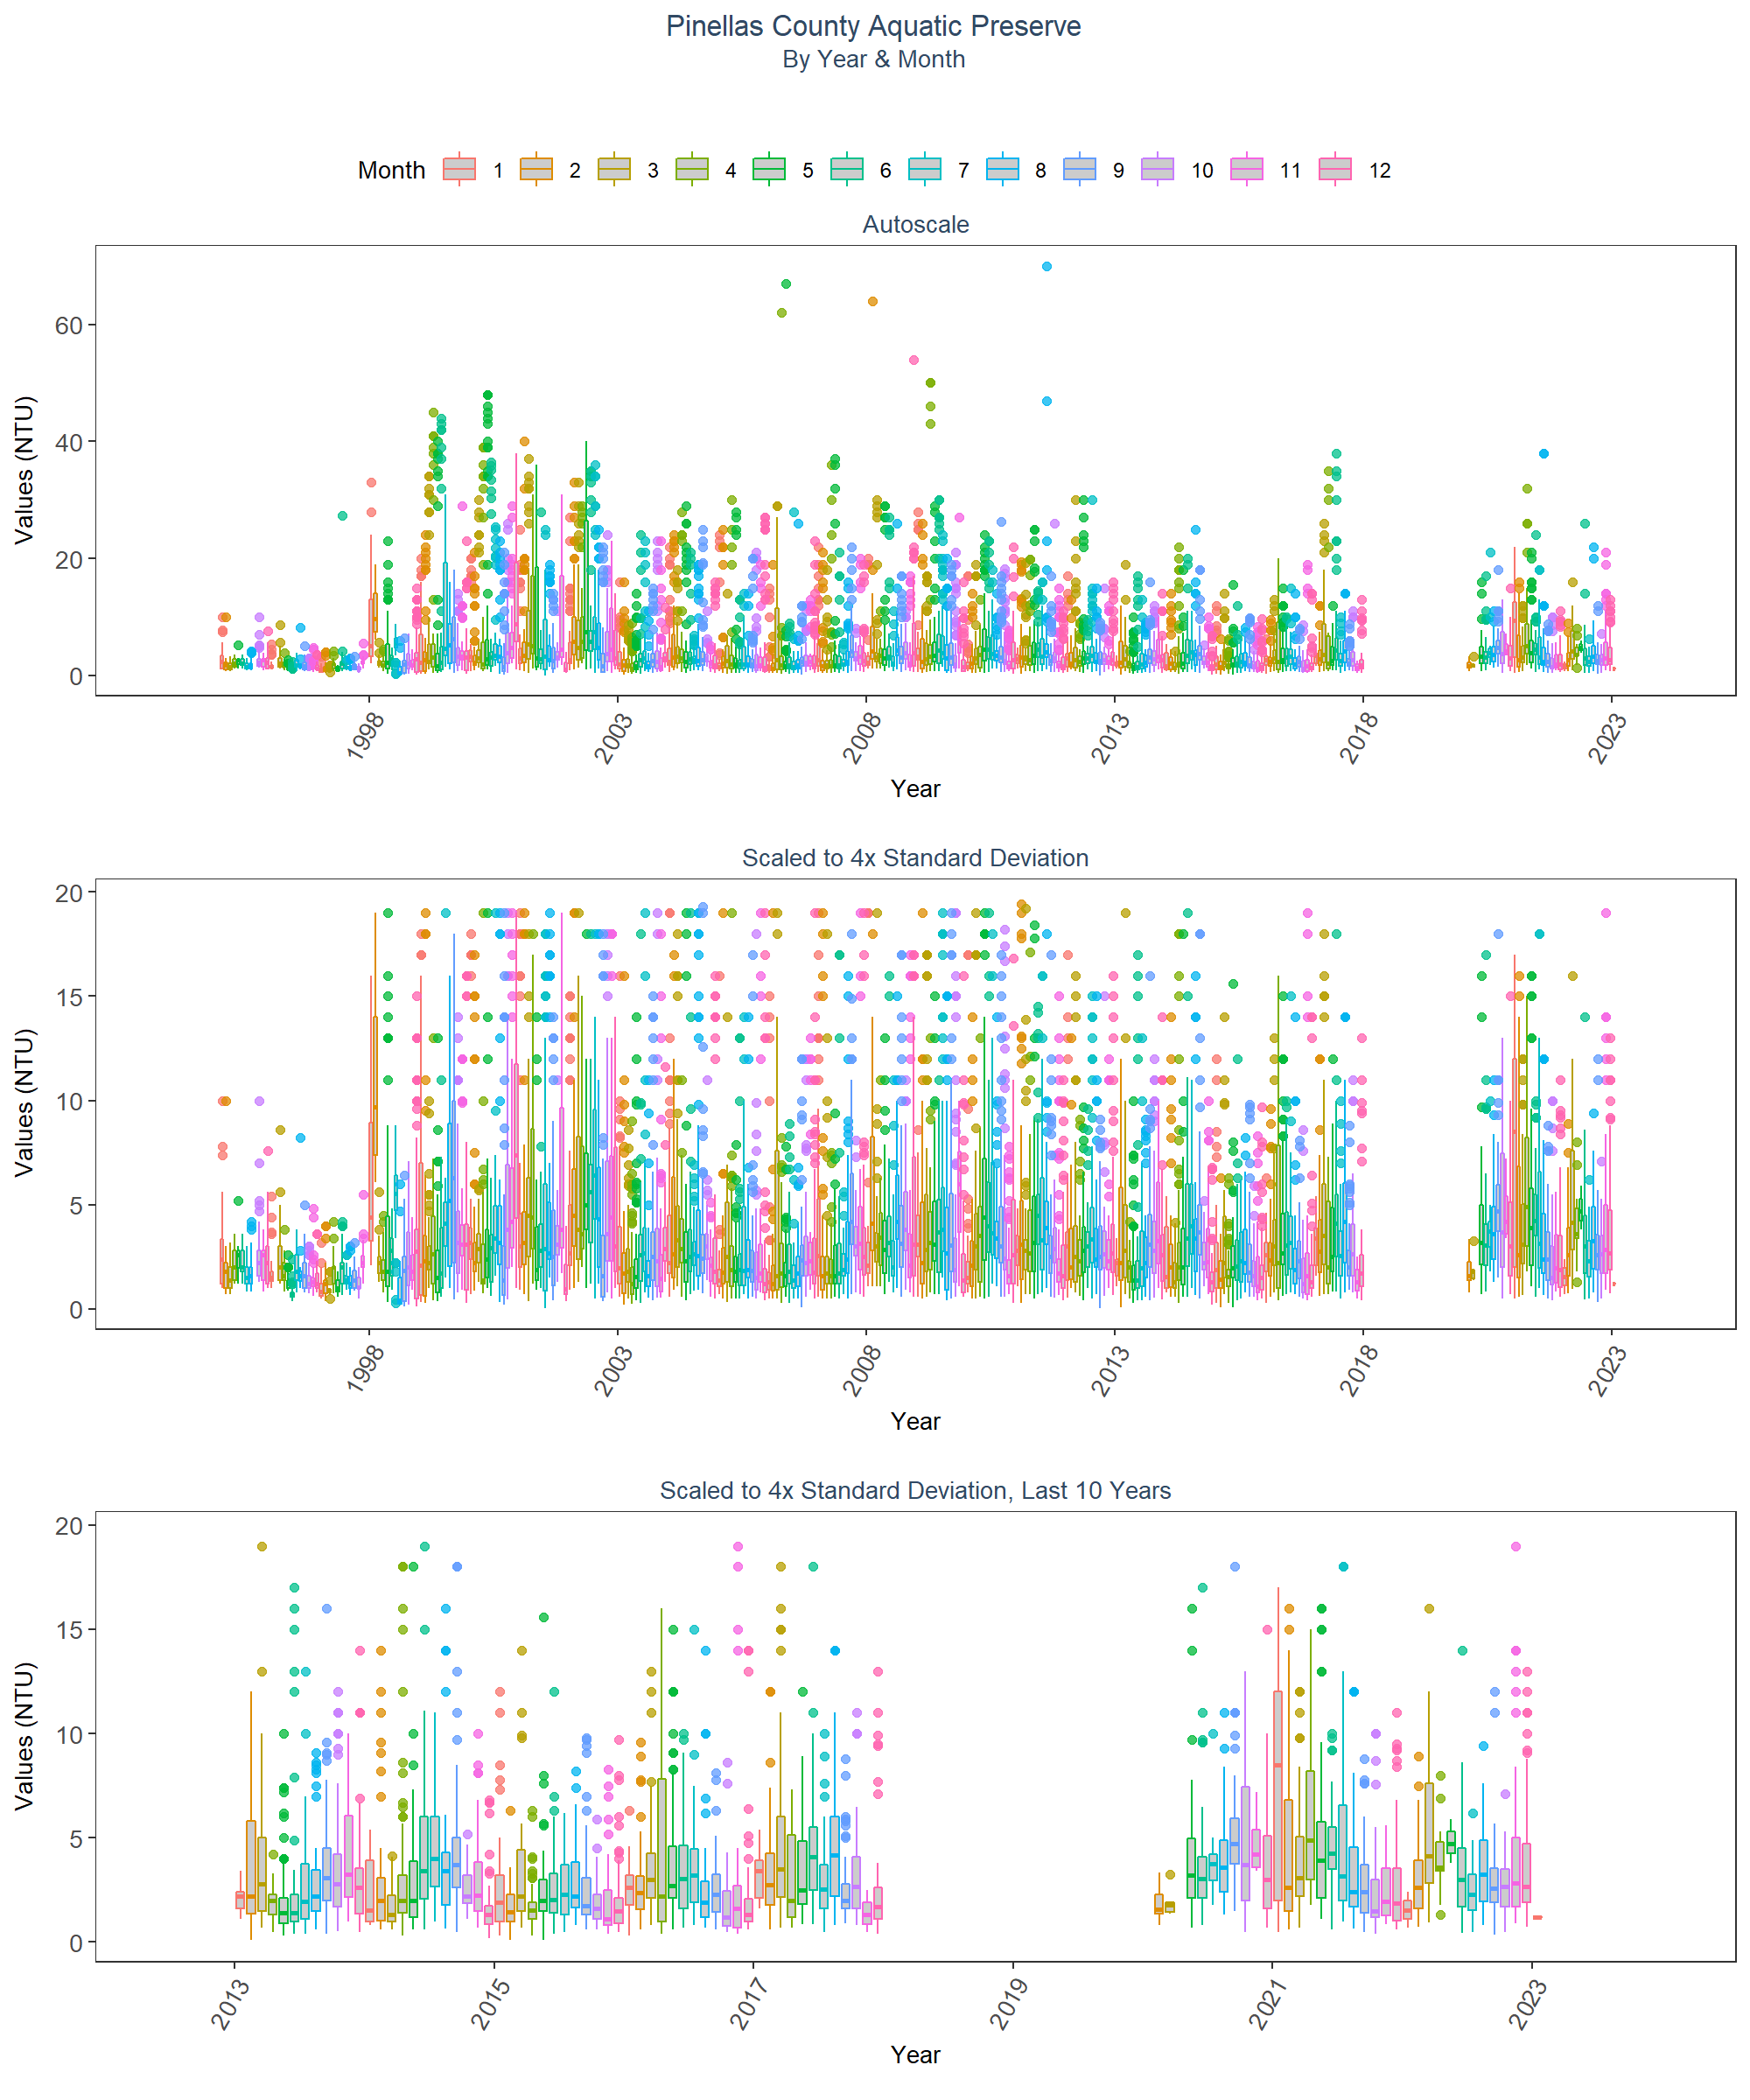 Pinellas County Aquatic Preserve
By Year & Month
Month 1 2 3 4 5 6 7 8 9 10 11 12
Autoscale
Values (NTU)
60
40
20
0
1998 2003 2008 2013 2018 2023
Year
Scaled to 4x Standard Deviation
Values (NTU)
20
15
10
5
0
1998 2003 2008 2013 2018 2023
Year
Scaled to 4x Standard Deviation, Last 10 Years
Values (NTU)
20
15
10
5
0
2013 2015 2017 2019 2021 2023
Year